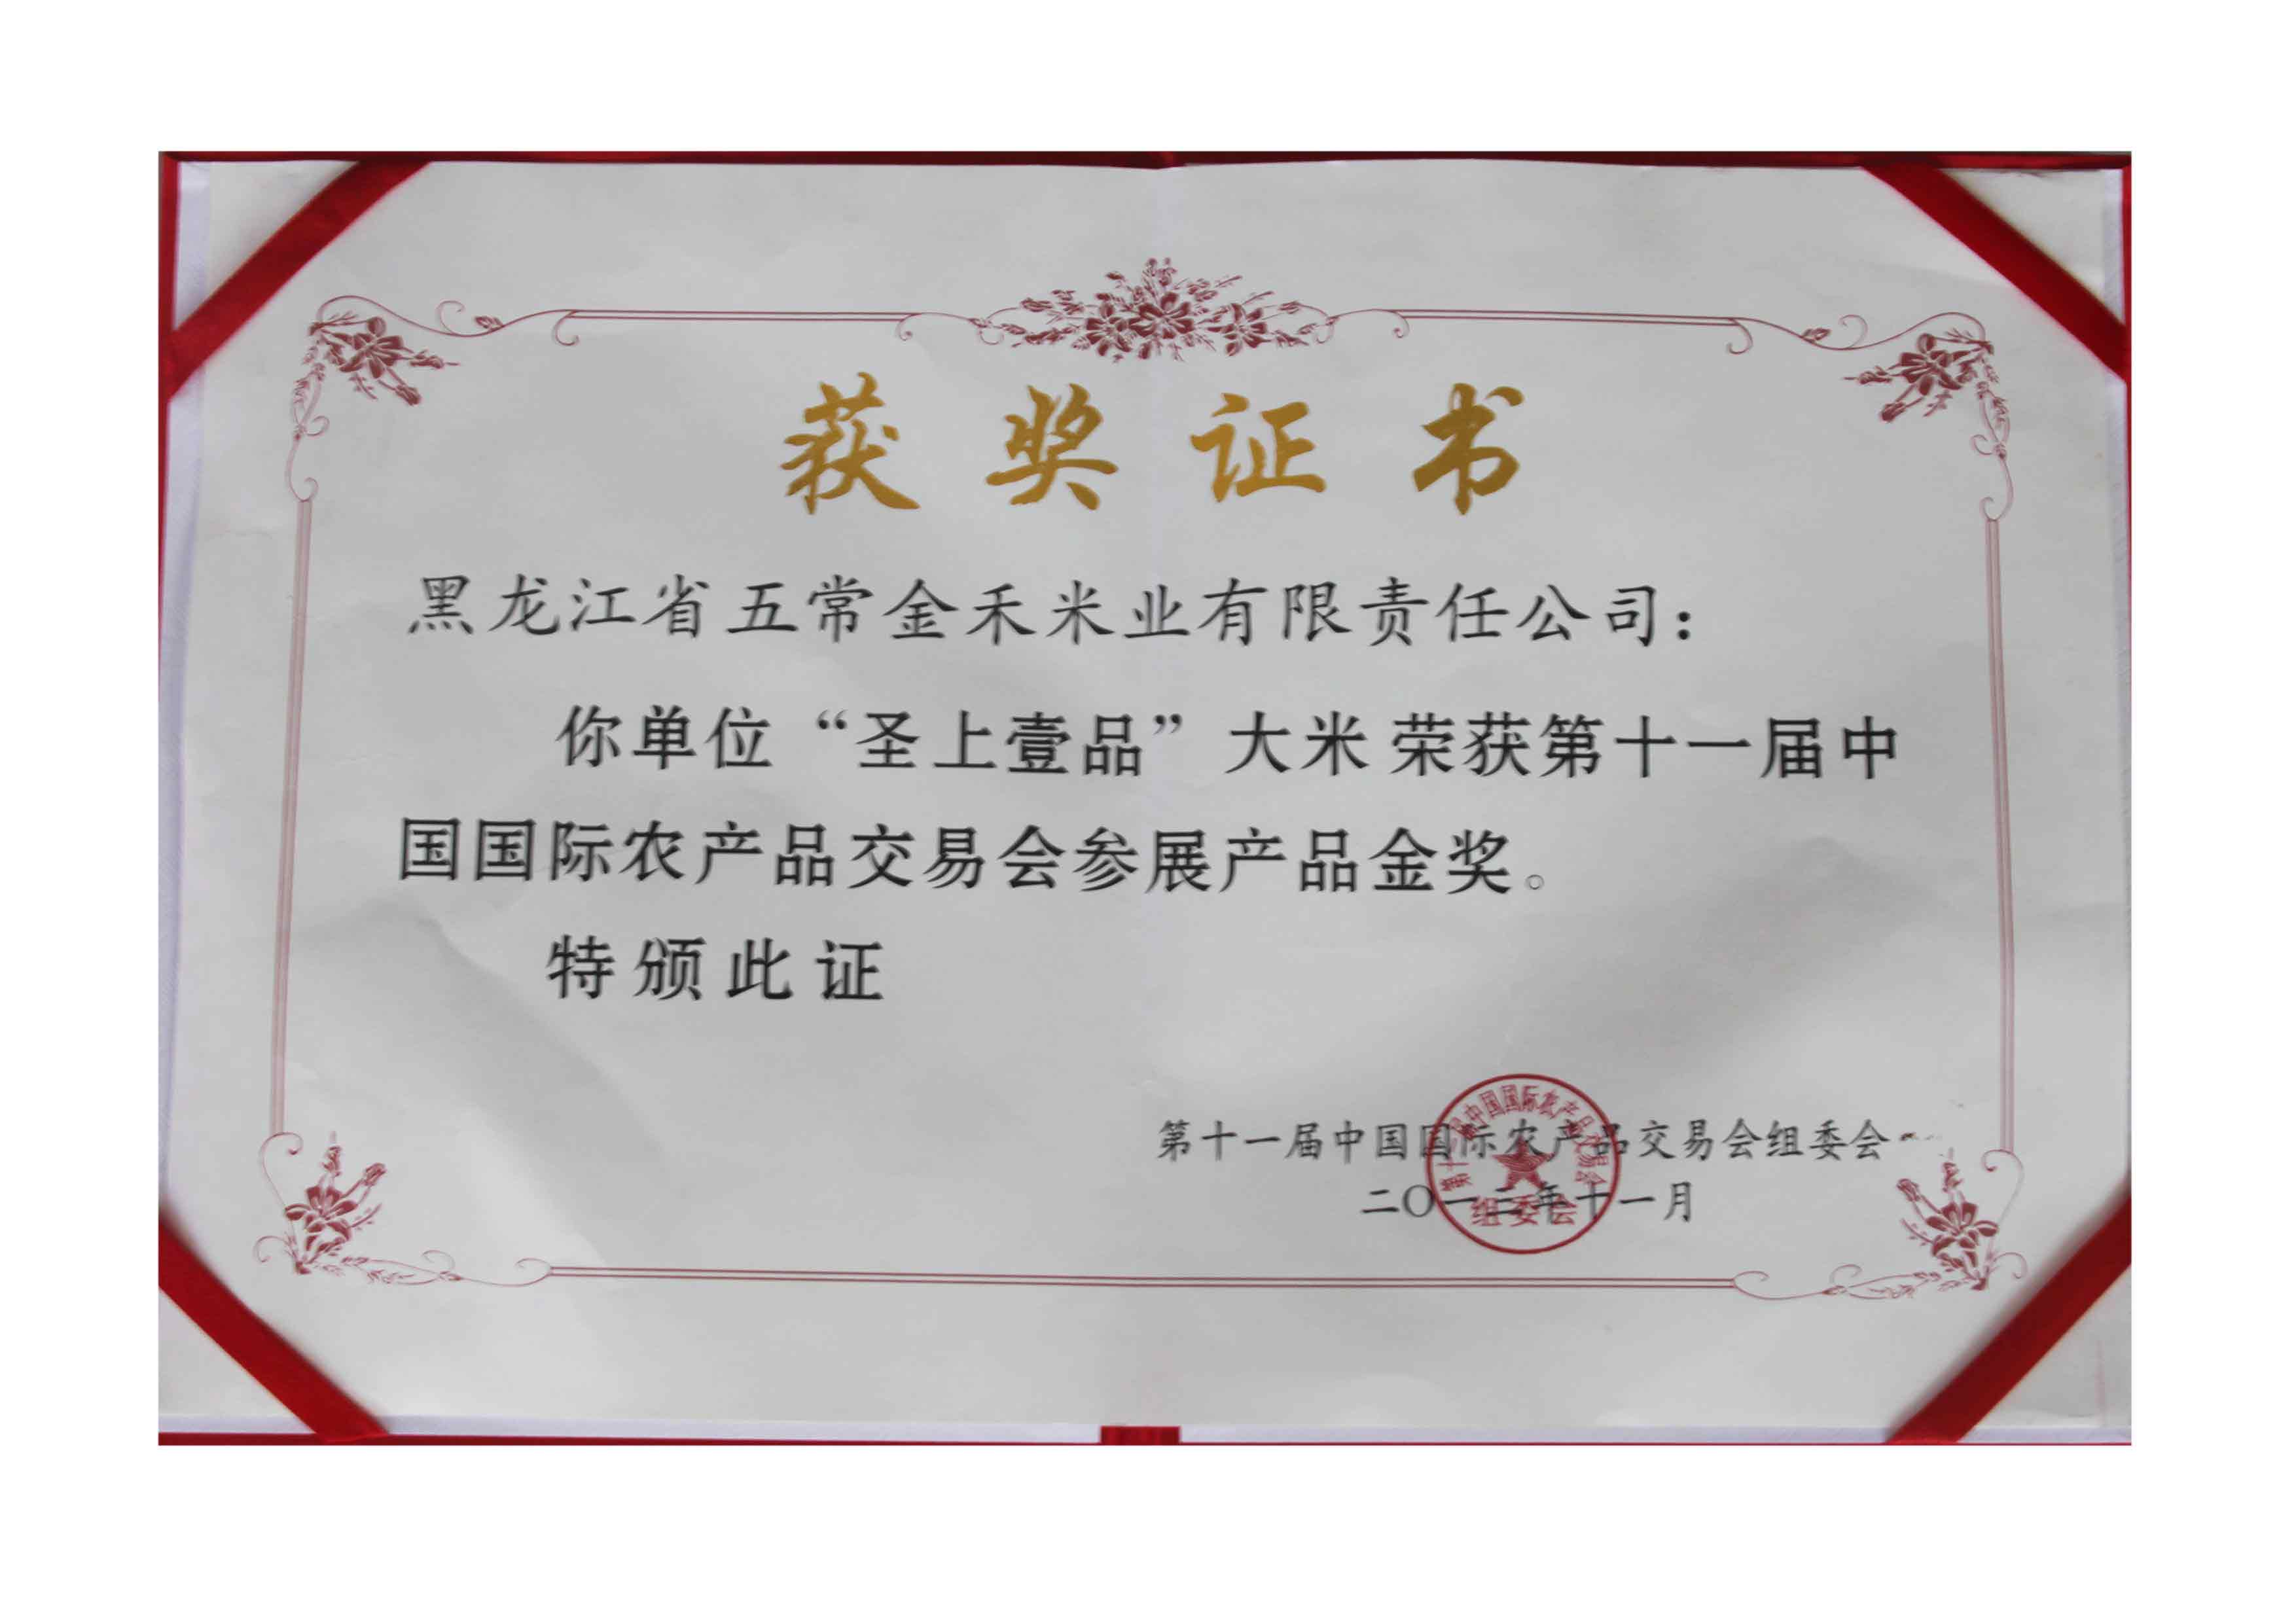 获奖证书
黑龙江省五常金禾米业有限责任公司：
你单位“圣上壹品”大米荣获第十一届中
国国际农产品交易会参展产品金奖。
特颁此证
第十一届中国国际农产品交易会组委会
二〇一三年十一月
第十一届中国国际农产品交易会
组委会